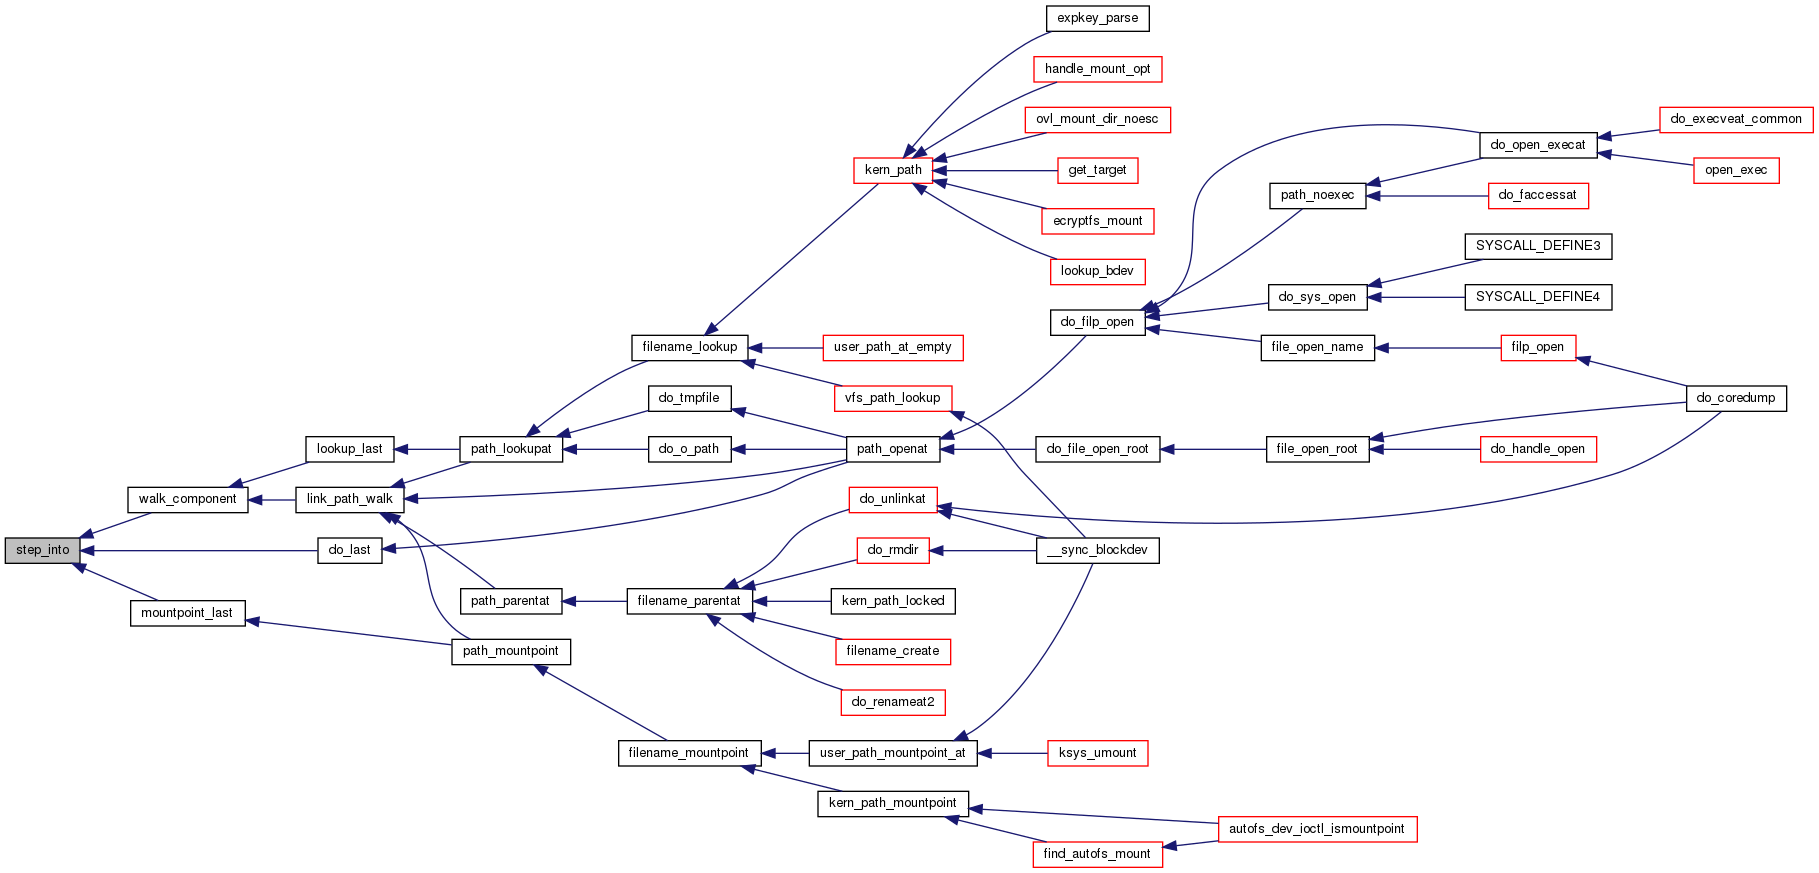 expkey_parse
handle_mount_opt
ovl_mount_dir_noesc
do_execveat_common
do_open_execat
kern_path
get_target
open_exec
path_noexec
do_faccessat
ecryptfs_mount
SYSCALL_DEFINE3
lookup_bdev
do_sys_open
SYSCALL_DEFINE4
do_filp_open
filename_lookup
user_path_at_empty
file_open_name
filp_open
do_tmpfile
vfs_path_lookup
do_coredump
lookup_last
path_lookupat
do_o_path
path_openat
do_file_open_root
file_open_root
do_handle_open
walk_component
link_path_walk
do_unlinkat
step_into
do_last
do_rmdir
__sync_blockdev
mountpoint_last
path_parentat
filename_parentat
kern_path_locked
path_mountpoint
filename_create
do_renameat2
filename_mountpoint
user_path_mountpoint_at
ksys_umount
kern_path_mountpoint
autofs_dev_ioctl_ismountpoint
find_autofs_mount